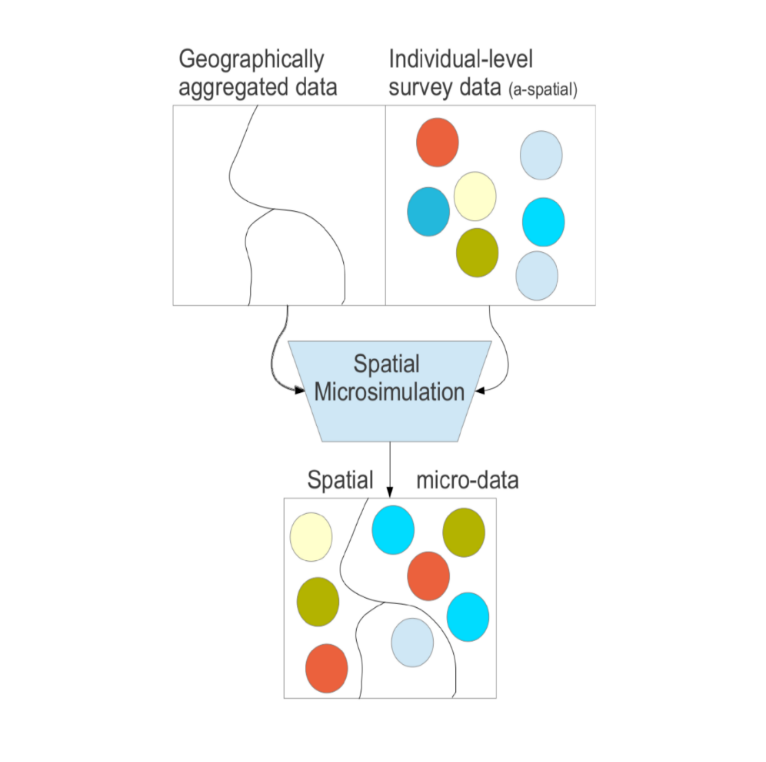 Geographically
aggregated data
Individual-level
survey data (a-spatial)
Spatial
Microsimulation
Spatial micro-data